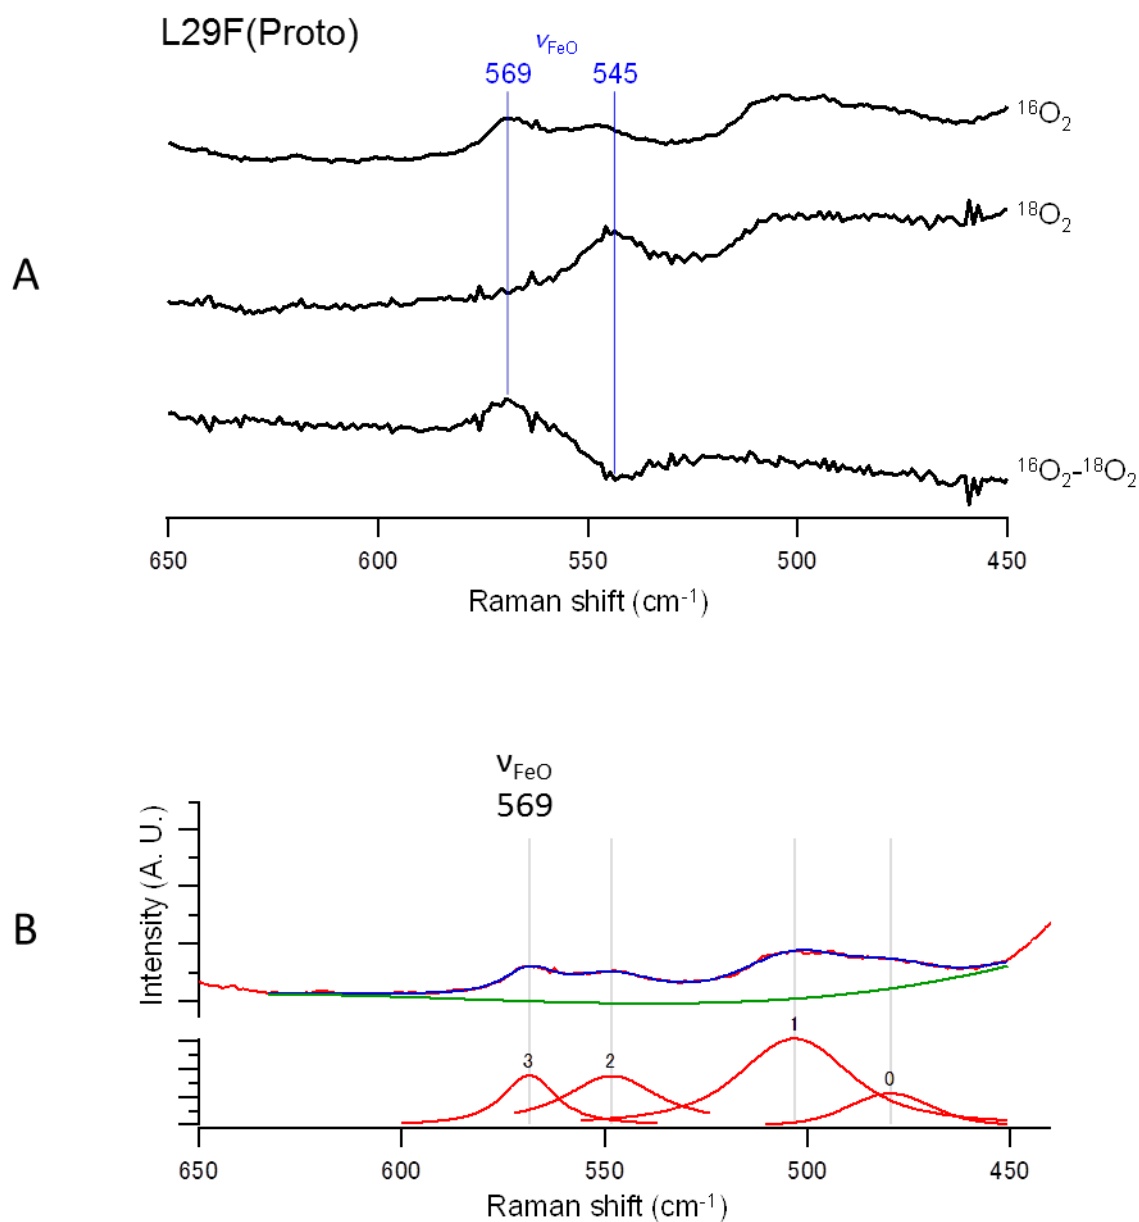 L29F(Proto)
νFeO
569 545
¹⁶O₂
¹⁸O₂
A
¹⁶O₂-¹⁸O₂
650 600 550 500 450
Raman shift (cm⁻¹)
νFeO
569
B
Intensity (A. U.)
3 2 1 0
650 600 550 500 450
Raman shift (cm⁻¹)